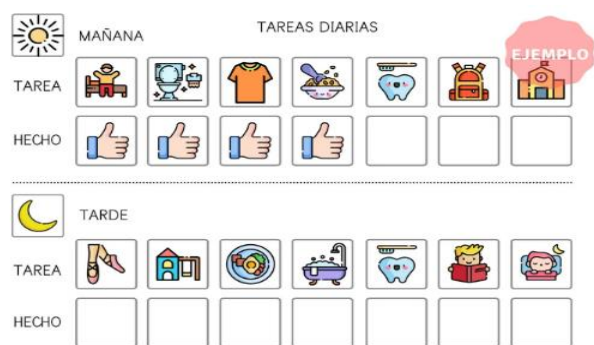 TAREAS DIARIAS
MAÑANA
EJEMPLO
TAREA
HECHO
TARDE
TAREA
HECHO